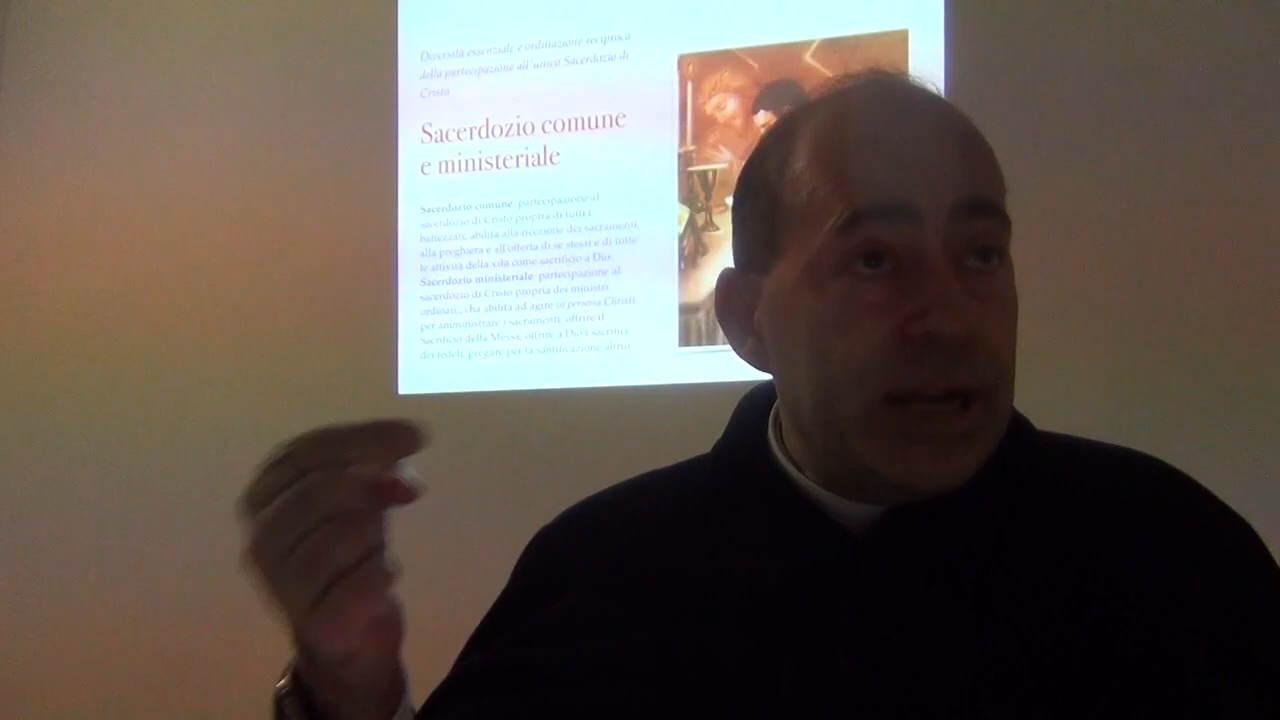 Diversità essenziale e ordinazione reciproca
della partecipazione all'unico Sacerdozio di
Cristo
Sacerdozio comune
e ministeriale
Sacerdozio comune: partecipazione al
sacerdozio di Cristo propria di tutti i
battezzati, abilita alla ricezione dei sacramenti,
alla preghiera e all'offerta di se stessi e di tutte
le attività della vita come sacrificio a Dio.
Sacerdozio ministeriale: partecipazione al
sacerdozio di Cristo propria dei ministri
ordinati, che abilita ad agire in persona Christi
per amministrare i sacramenti, offrire il
Sacrificio della Messa, offrire a Dio i sacrifici
dei fedeli, pregare per la santificazione altrui